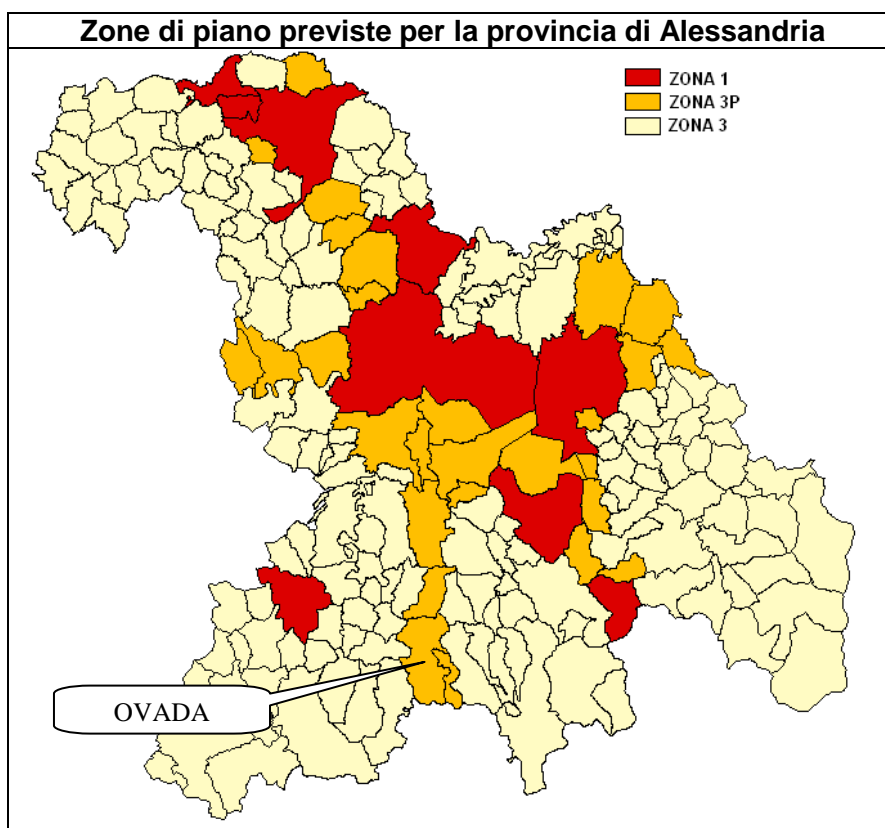 Zone di piano previste per la provincia di Alessandria
ZONA 1
ZONA 3P
ZONA 3
OVADA